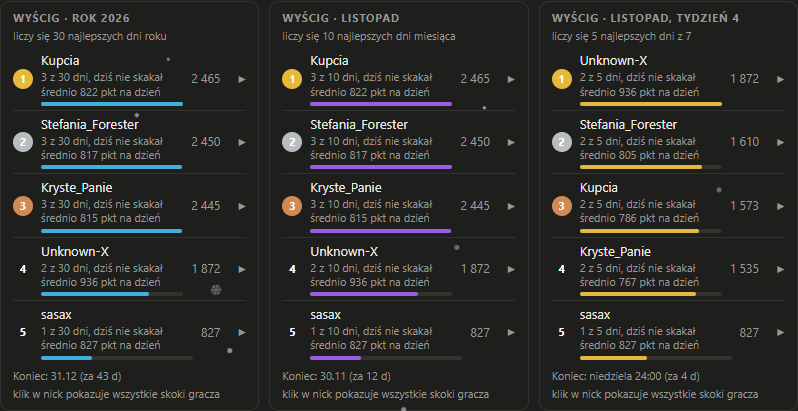 WYŚCIG · ROK 2026
liczy się 30 najlepszych dni roku
1
Kupcia
3 z 30 dni, dziś nie skakał
średnio 822 pkt na dzień
2 465
2
Stefania_Forester
3 z 30 dni, dziś nie skakał
średnio 817 pkt na dzień
2 450
3
Kryste_Panie
3 z 30 dni, dziś nie skakał
średnio 815 pkt na dzień
2 445
4
Unknown-X
2 z 30 dni, dziś nie skakał
średnio 936 pkt na dzień
1 872
5
sasax
1 z 30 dni, dziś nie skakał
średnio 827 pkt na dzień
827
Koniec: 31.12 (za 43 d)
klik w nick pokazuje wszystkie skoki gracza
WYŚCIG · LISTOPAD
liczy się 10 najlepszych dni miesiąca
1
Kupcia
3 z 10 dni, dziś nie skakał
średnio 822 pkt na dzień
2 465
2
Stefania_Forester
3 z 10 dni, dziś nie skakał
średnio 817 pkt na dzień
2 450
3
Kryste_Panie
3 z 10 dni, dziś nie skakał
średnio 815 pkt na dzień
2 445
4
Unknown-X
2 z 10 dni, dziś nie skakał
średnio 936 pkt na dzień
1 872
5
sasax
1 z 10 dni, dziś nie skakał
średnio 827 pkt na dzień
827
Koniec: 30.11 (za 12 d)
klik w nick pokazuje wszystkie skoki gracza
WYŚCIG · LISTOPAD, TYDZIEŃ 4
liczy się 5 najlepszych dni z 7
1
Unknown-X
2 z 5 dni, dziś nie skakał
średnio 936 pkt na dzień
1 872
2
Stefania_Forester
2 z 5 dni, dziś nie skakał
średnio 805 pkt na dzień
1 610
3
Kupcia
2 z 5 dni, dziś nie skakał
średnio 786 pkt na dzień
1 573
4
Kryste_Panie
2 z 5 dni, dziś nie skakał
średnio 767 pkt na dzień
1 535
5
sasax
1 z 5 dni, dziś nie skakał
średnio 827 pkt na dzień
827
Koniec: niedziela 24:00 (za 4 d)
klik w nick pokazuje wszystkie skoki gracza